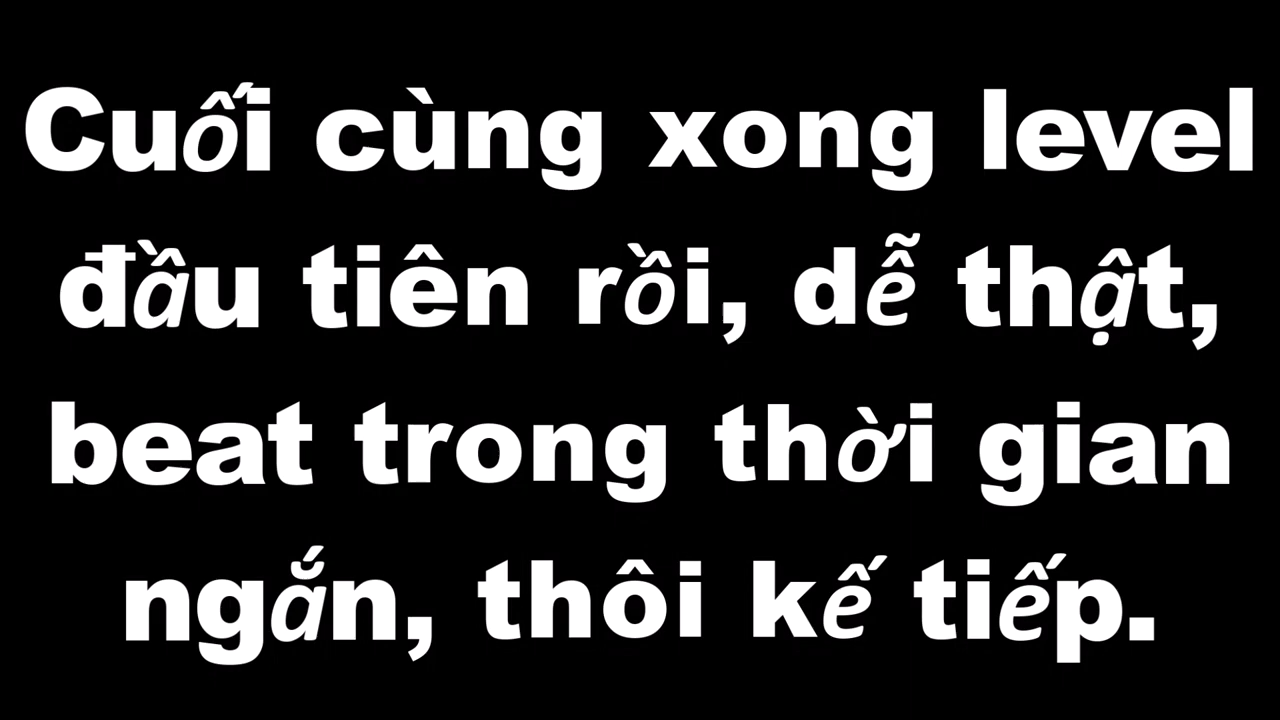 Cuối cùng xong level
đầu tiên rồi, dễ thật,
beat trong thời gian
ngắn, thôi kế tiếp.